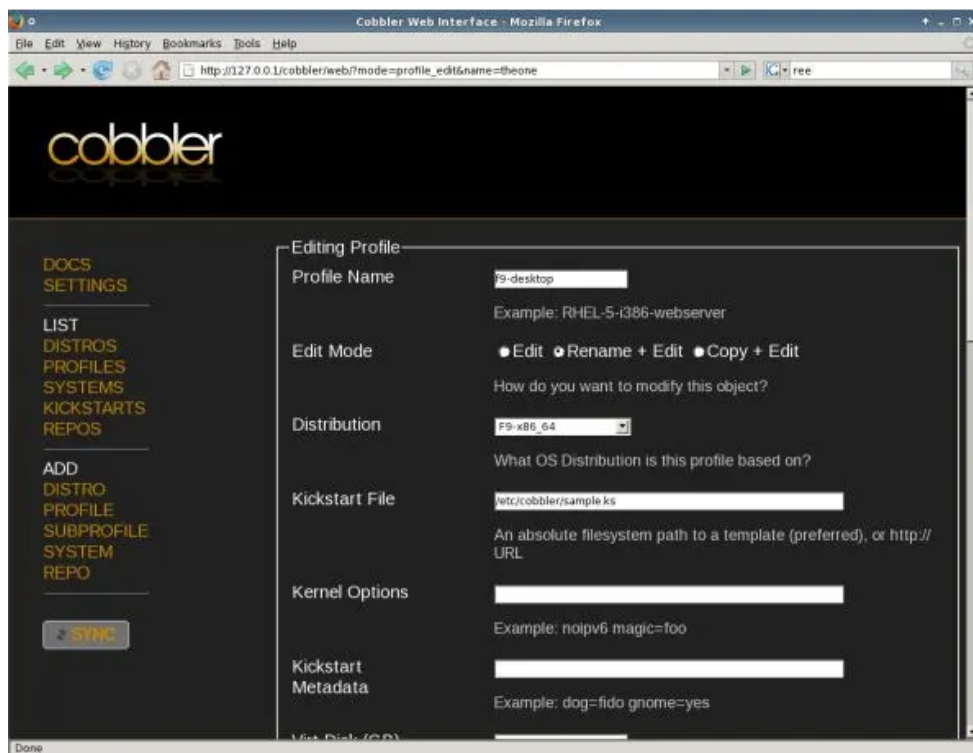 Cobbler Web Interface - Mozilla Firefox
File Edit View History Bookmarks Tools Help
http://127.0.0.1/cobbler/web/?mode=profile_edit&name=theone
ree
cobbler
DOCS
SETTINGS
LIST
DISTROS
PROFILES
SYSTEMS
KICKSTARTS
REPOS
ADD
DISTRO
PROFILE
SUBPROFILE
SYSTEM
REPO
SYNC
Editing Profile
Profile Name
f9-desktop
Example: RHEL-5-i386-webserver
Edit Mode
Edit Rename + Edit Copy + Edit
How do you want to modify this object?
Distribution
F9-x86_64
What OS Distribution is this profile based on?
Kickstart File
/etc/cobbler/sample.ks
An absolute filesystem path to a template (preferred), or http://
URL
Kernel Options
Example: noipv6 magic=foo
Kickstart
Metadata
Example: dog=fido gnome=yes
Virt Disk (GB)
Done